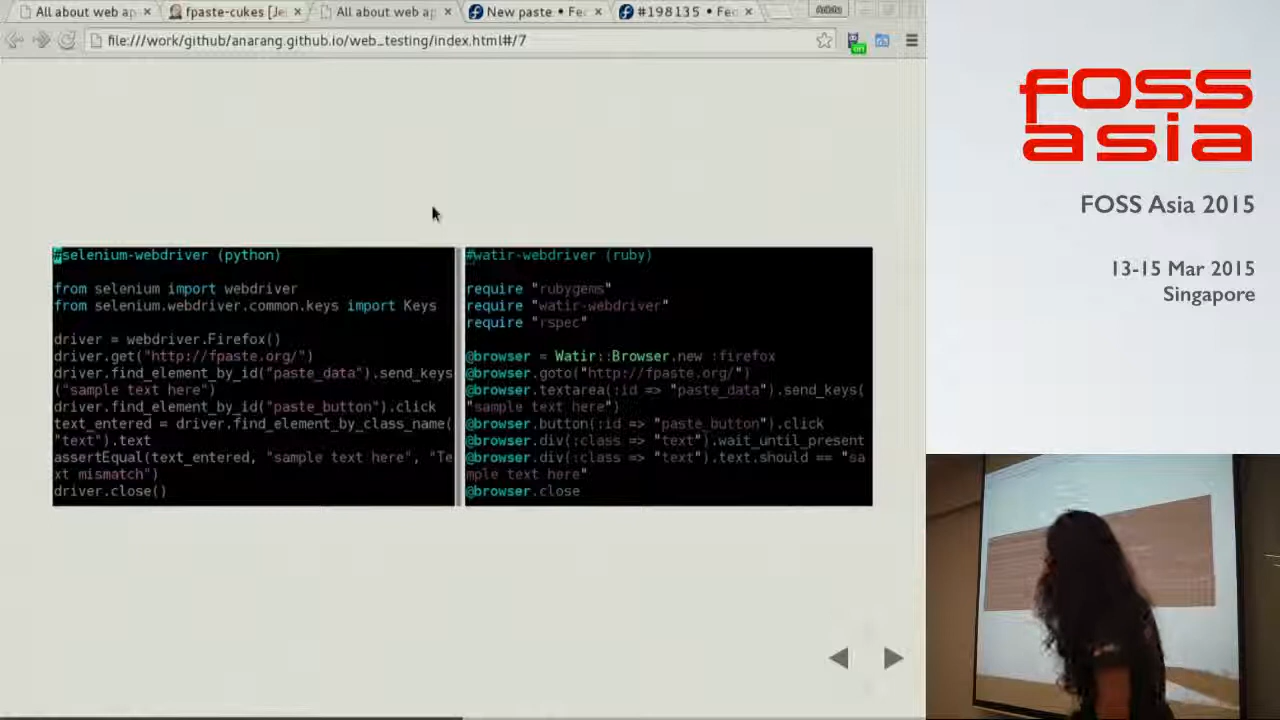 All about web ap
fpaste-cukes [Je
All about web ap
New paste • Fed
#198135 • Fed
file:///work/github/anarang.github.io/web_testing/index.html#/7
on
#selenium-webdriver (python)
from selenium import webdriver
from selenium.webdriver.common.keys import Keys
driver = webdriver.Firefox()
driver.get("http://fpaste.org/")
driver.find_element_by_id("paste_data").send_keys
("sample text here")
driver.find_element_by_id("paste_button").click
text_entered = driver.find_element_by_class_name(
"text").text
assertEqual(text_entered, "sample text here", "Te
xt mismatch")
driver.close()
#watir-webdriver (ruby)
require "rubygems"
require "watir-webdriver"
require "rspec"
@browser = Watir::Browser.new :firefox
@browser.goto("http://fpaste.org/")
@browser.textarea(:id => "paste_data").send_keys(
"sample text here")
@browser.button(:id => "paste_button").click
@browser.div(:class => "text").wait_until_present
@browser.div(:class => "text").text.should == "sa
mple text here"
@browser.close
FOSS
asia
FOSS Asia 2015
13-15 Mar 2015
Singapore